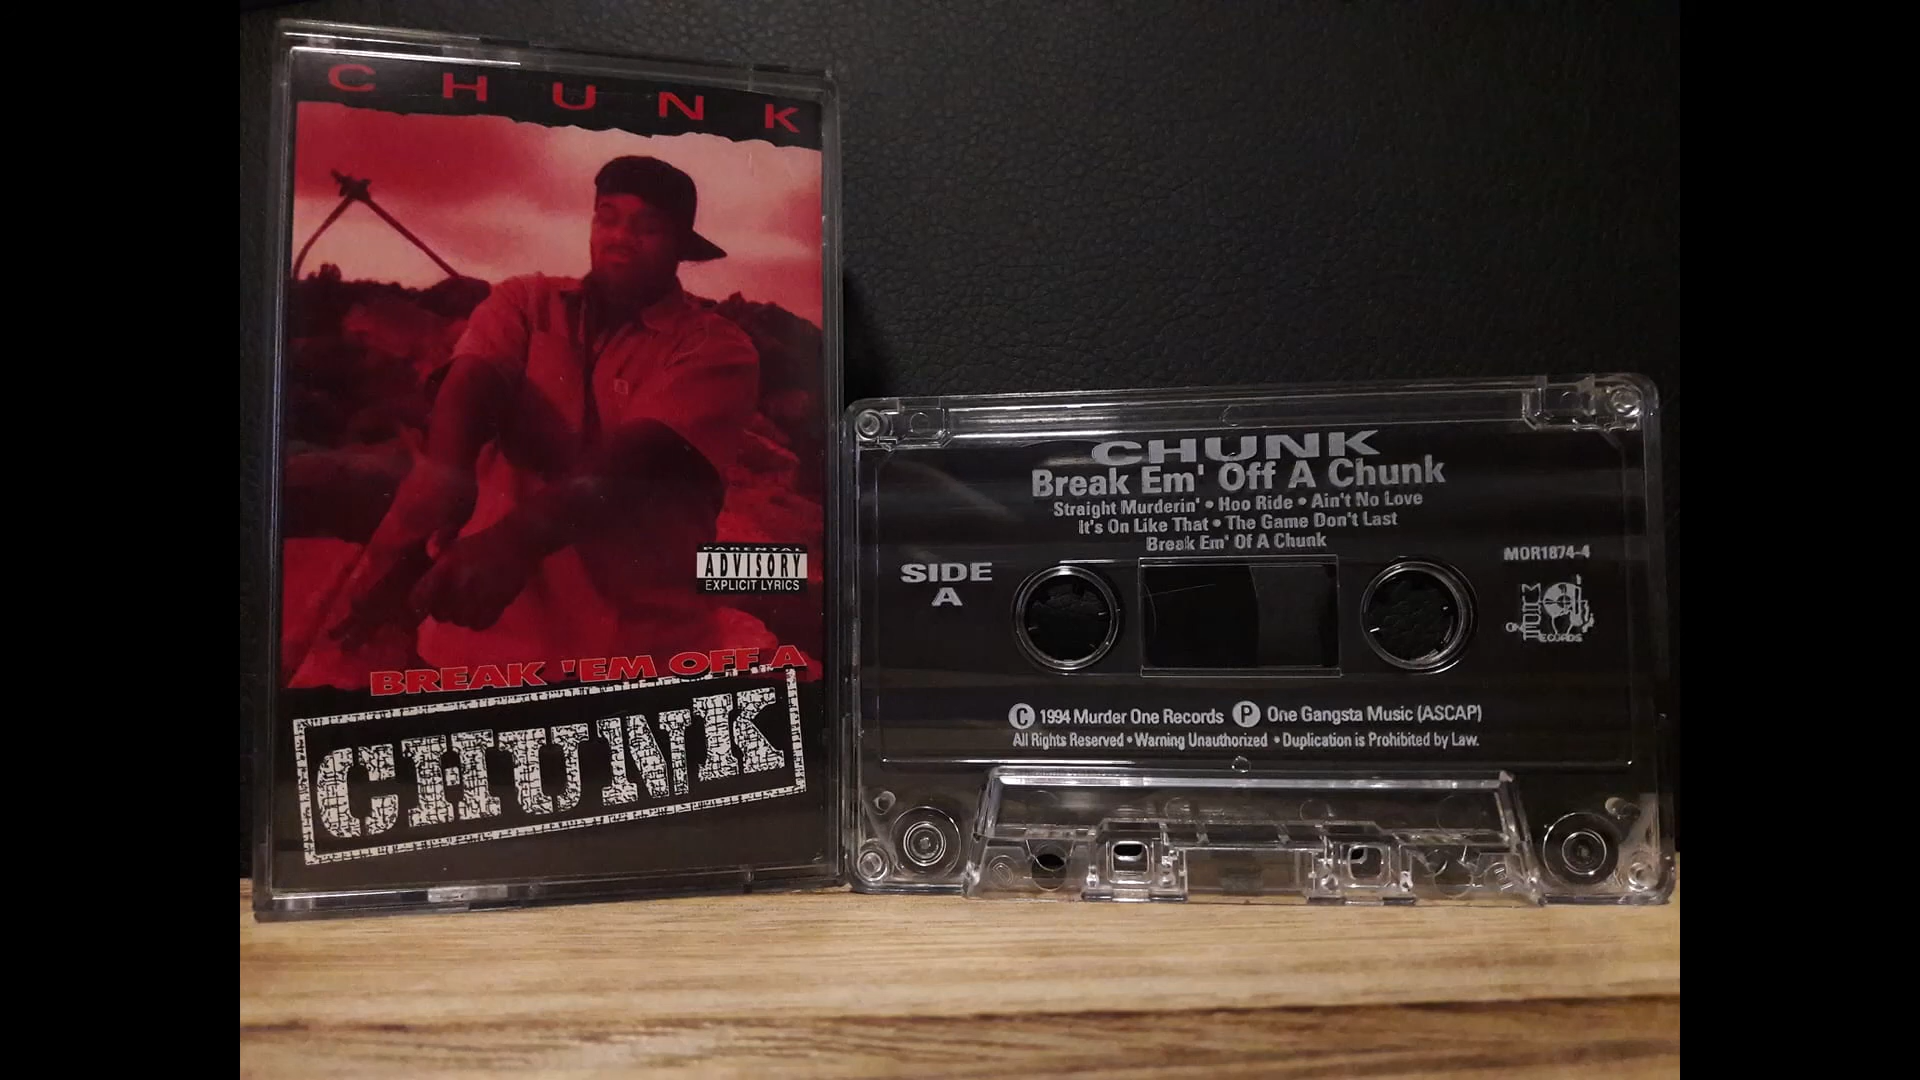 CHUNK
PARENTAL
ADVISORY
EXPLICIT LYRICS
BREAK 'EM OFF A
CHUNK
CHUNK
Break Em' Off A Chunk
Straight Murderin' • Hoo Ride • Ain't No Love
It's On Like That • The Game Don't Last
Break Em' Of A Chunk
SIDE
A
MOR1874-4
ONE
RECORDS
C 1994 Murder One Records P One Gangsta Music (ASCAP)
All Rights Reserved • Warning Unauthorized • Duplication is Prohibited by Law.